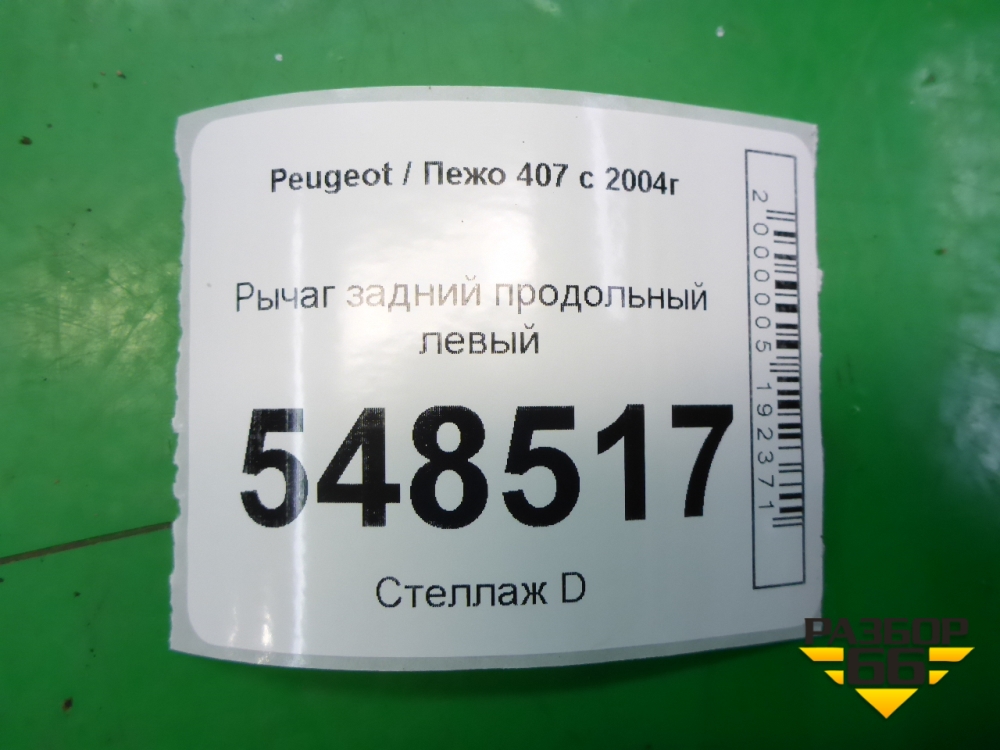 Peugeot / Пежо 407 с 2004г
Рычаг задний продольный
левый
548517
Стеллаж D
2000005192371
РАЗБОР
66